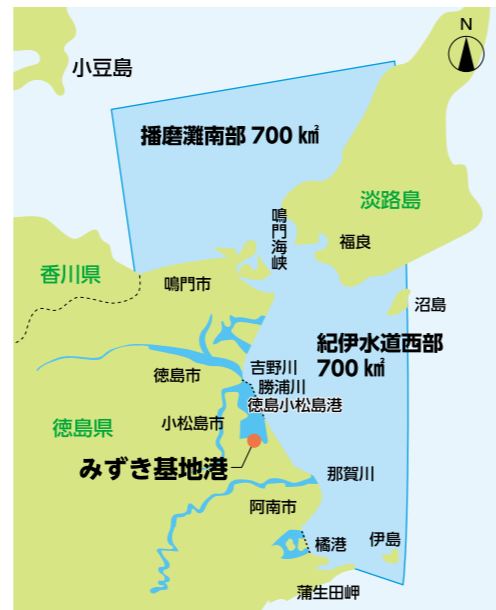 N
小豆島
播磨灘南部 700 ㎢
淡路島
鳴門海峡
福良
香川県
鳴門市
沼島
紀伊水道西部
700 ㎢
吉野川
徳島市
勝浦川
徳島小松島港
小松島市
徳島県
みずき基地港
那賀川
阿南市
橘港
伊島
蒲生田岬